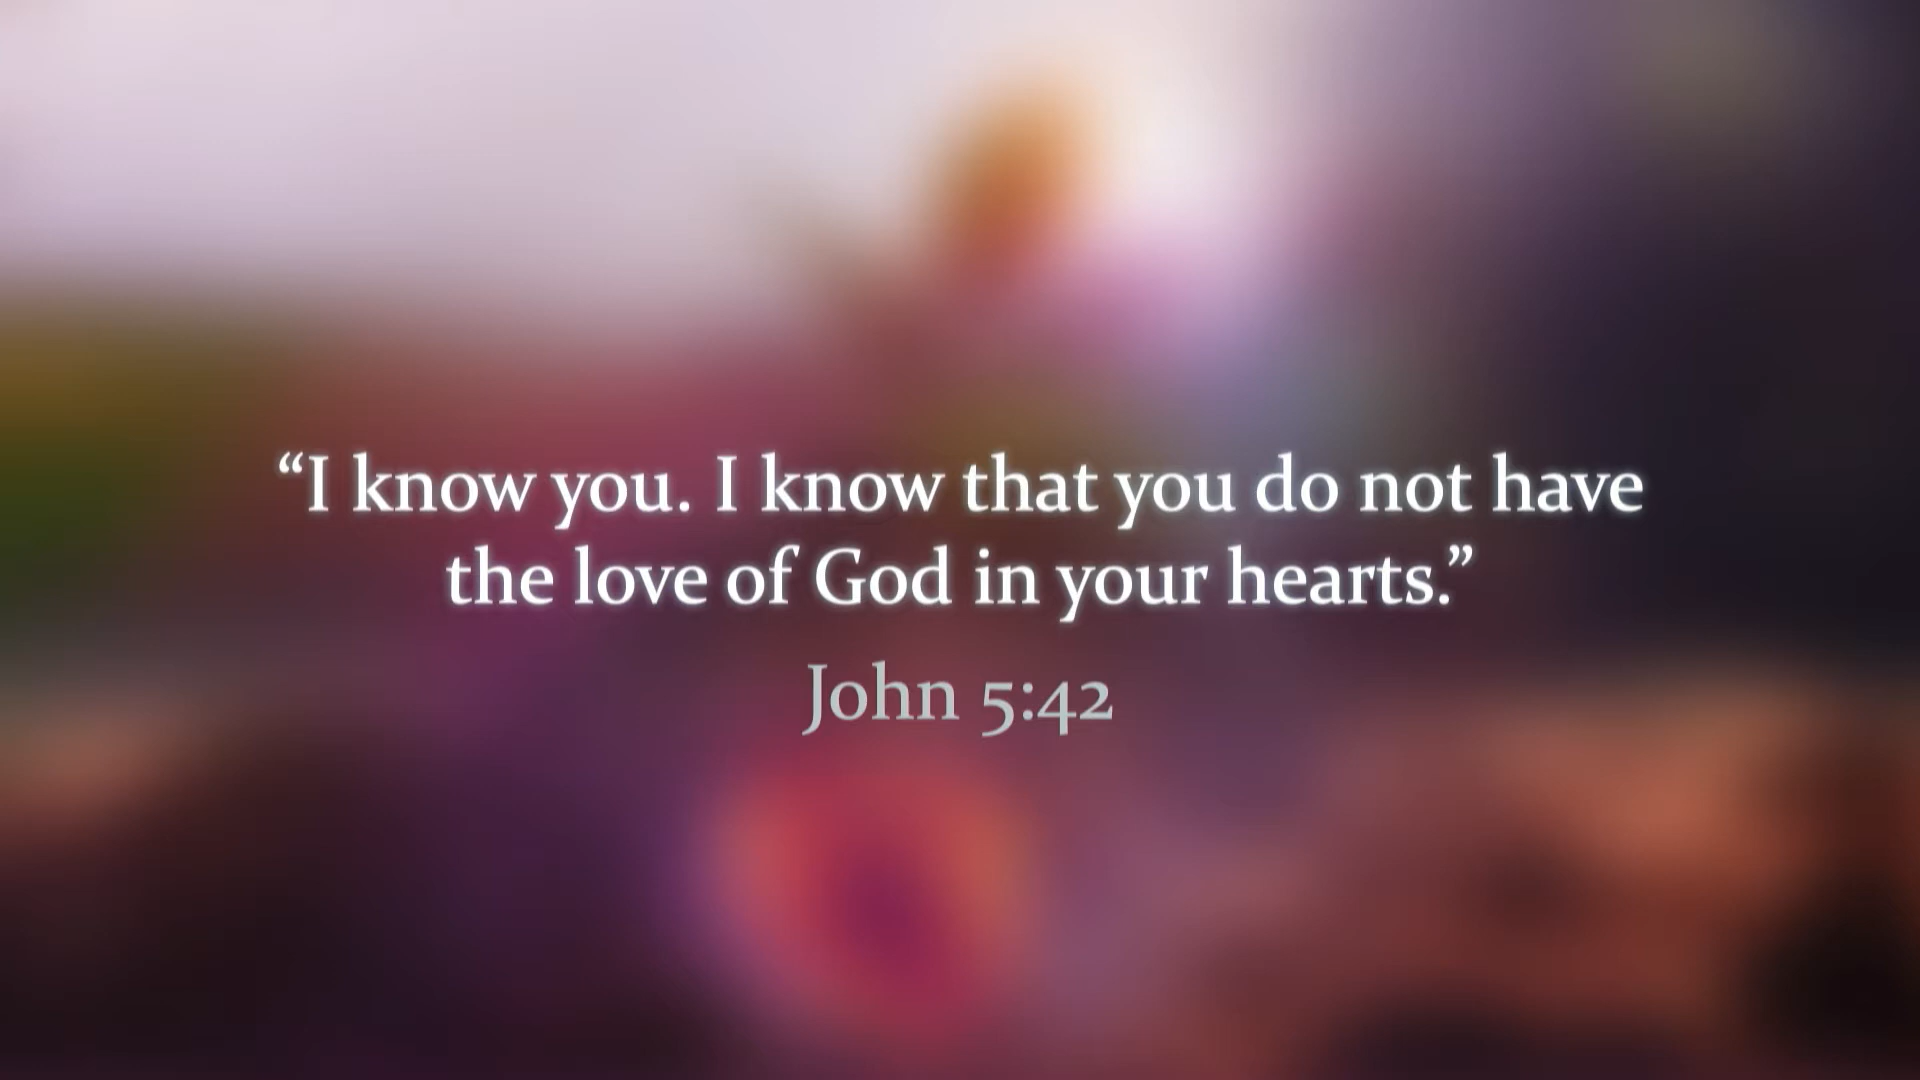 “I know you. I know that you do not have
the love of God in your hearts.”
John 5:42